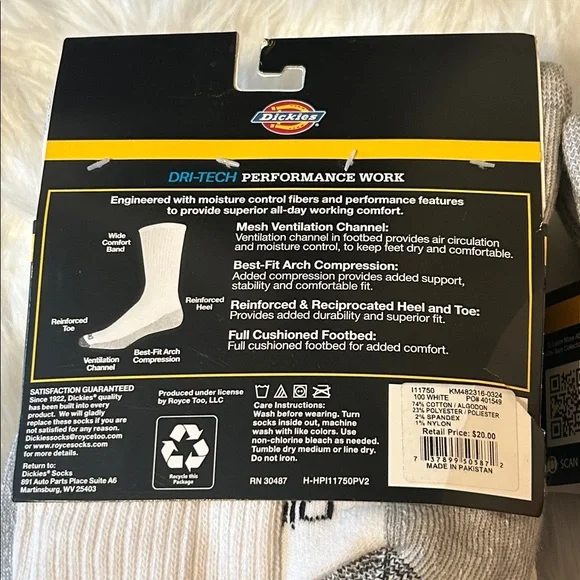 Dickies
DRI-TECH PERFORMANCE WORK
Engineered with moisture control fibers and performance features
to provide superior all-day working comfort.
Wide
Comfort
Band
Reinforced
Toe
Reinforced
Heel
Ventilation
Channel
Best-Fit Arch
Compression
Mesh Ventilation Channel:
Ventilation channel in footbed provides air circulation
and moisture control, to keep feet dry and comfortable.
Best-Fit Arch Compression:
Added compression provides added support,
stability and comfortable fit.
Reinforced & Reciprocated Heel and Toe:
Provides added durability and superior fit.
Full Cushioned Footbed:
Full cushioned footbed for added comfort.
SATISFACTION GUARANTEED
Since 1922, Dickies® quality
has been built into every
product. We will gladly
replace these socks if you are
not satisfied for any reason.
Dickiessocks@roycetoo.com
or www.roycesocks.com
Return to:
Dickies® Socks
891 Auto Parts Place Suite A6
Martinsburg, WV 25403
Produced under license
by Royce Too, LLC
Recycle this
Package
Care Instructions:
Wash before wearing. Turn
socks inside out, machine
wash with like colors. Use
non-chlorine bleach as needed.
Tumble dry medium or line dry.
Do not iron.
RN 30487
H-HPI11750PV2
I11750 KM482316-0324
100 WHITE PO# 401549
74% COTTON / ALGODON
23% POLYESTER / POLIESTER
2% SPANDEX
1% NYLON
Retail Price: $20.00
7 37899 50587 2
MADE IN PAKISTAN
SCAN